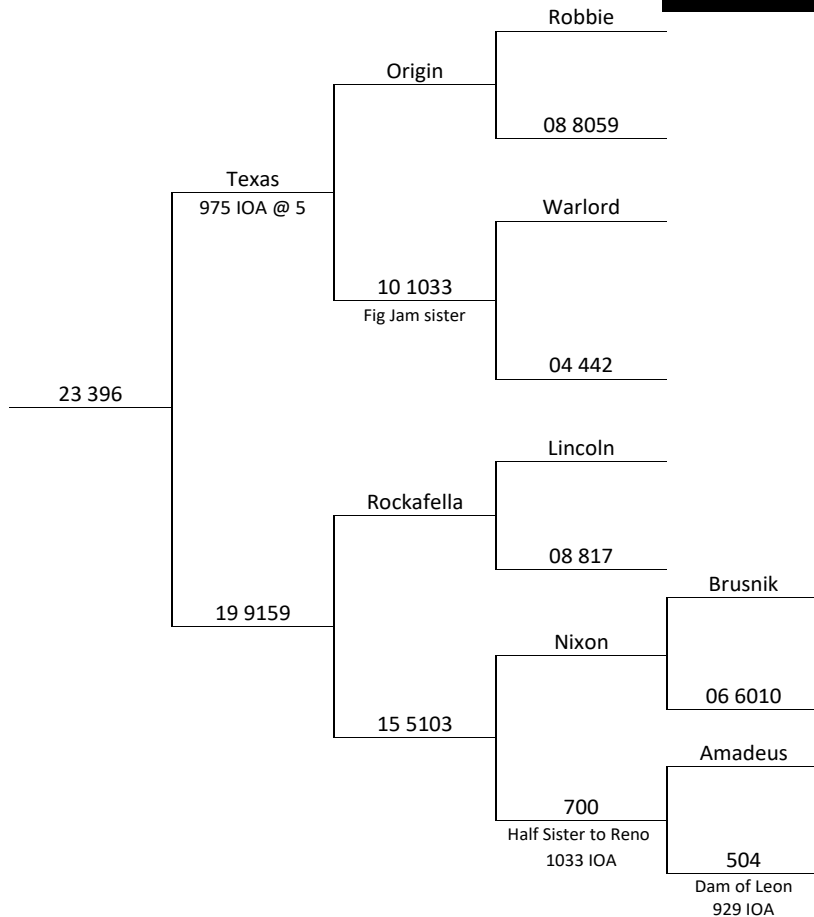 Robbie
Origin
08 8059
Texas
975 IOA @ 5
Warlord
10 1033
Fig Jam sister
04 442
23 396
Lincoln
Rockafella
08 817
Brusnik
19 9159
Nixon
06 6010
15 5103
Amadeus
700
Half Sister to Reno
1033 IOA
504
Dam of Leon
929 IOA